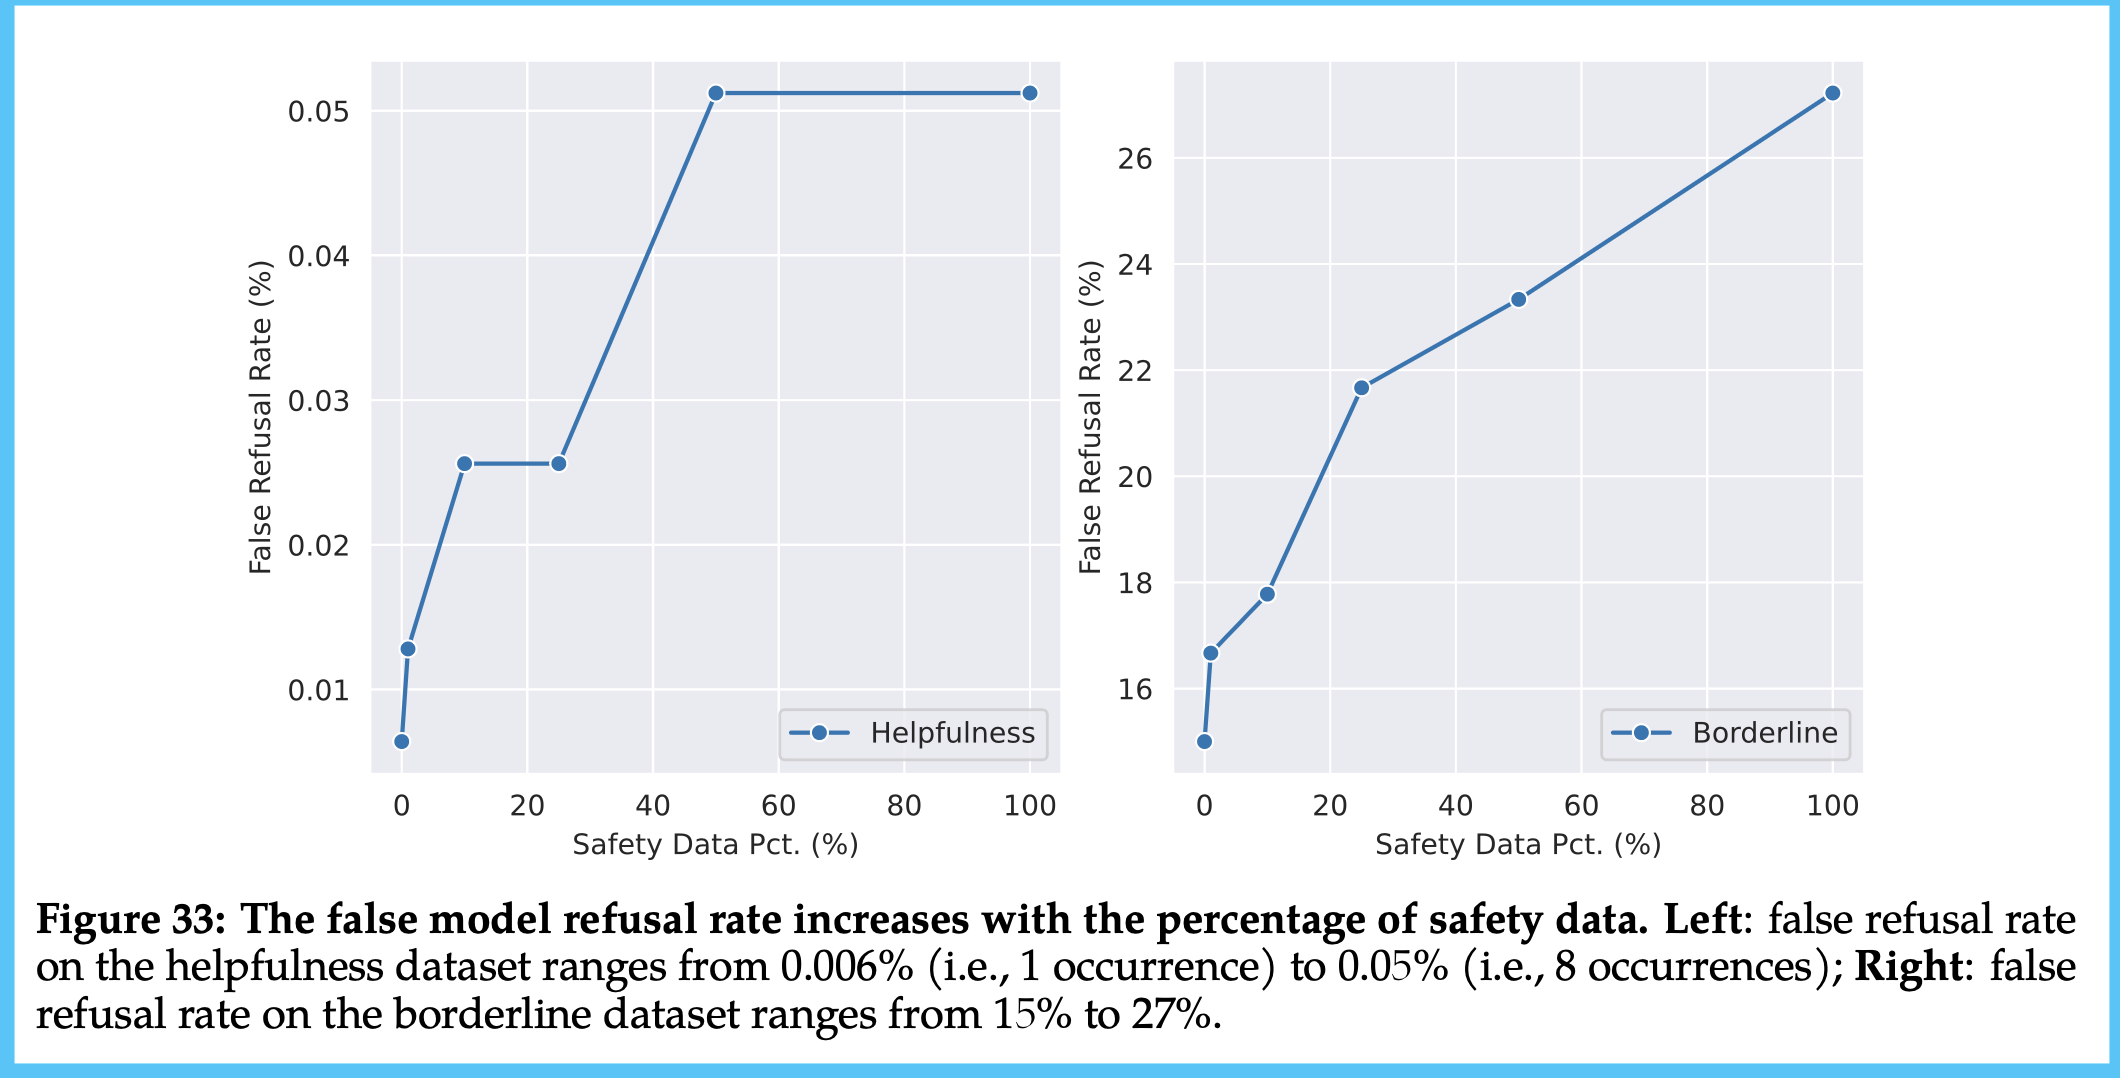 False Refusal Rate (%)
0.05
0.04
0.03
0.02
0.01
0 20 40 60 80 100
Safety Data Pct. (%)
Helpfulness
False Refusal Rate (%)
26
24
22
20
18
16
0 20 40 60 80 100
Safety Data Pct. (%)
Borderline
Figure 33: The false model refusal rate increases with the percentage of safety data. Left: false refusal rate
on the helpfulness dataset ranges from 0.006% (i.e., 1 occurrence) to 0.05% (i.e., 8 occurrences); Right: false
refusal rate on the borderline dataset ranges from 15% to 27%.